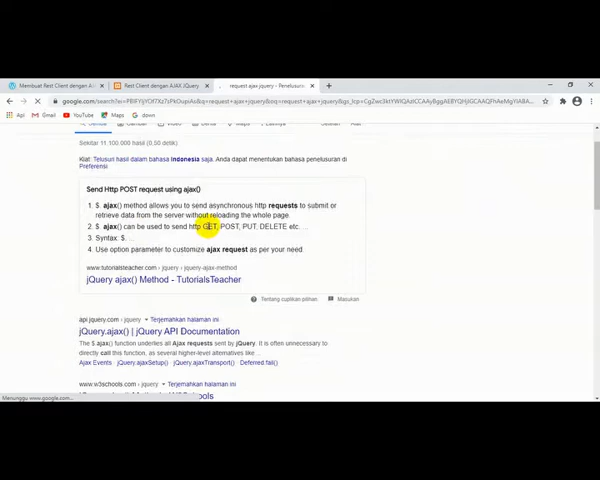 Membuat Rest Client dengan AJAX
Rest Client dengan AJAX JQuery
request ajax jquery - Penelusuran
google.com/search?
Api
Gmail
YouTube
Maps
G down
Sekitar 11.100.000 hasil (0,50 detik)
Kiat: Telusuri hasil dalam bahasa Indonesia saja. Anda dapat menentukan bahasa penelusuran di
Preferensi
Send Http POST request using ajax()
1. $. ajax() method allows you to send asynchronous http requests to submit or
retrieve data from the server without reloading the whole page.
2. $. ajax() can be used to send http GET, POST, PUT, DELETE etc. ...
3. Syntax: $. ...
4. Use option parameter to customize ajax request as per your need.
www.tutorialsteacher.com › jquery › jquery-ajax-method
jQuery ajax() Method - TutorialsTeacher
Tentang cuplikan pilihan
Masukan
api.jquery.com › jquery Terjemahkan halaman ini
jQuery.ajax() | jQuery API Documentation
The $.ajax() function underlies all Ajax requests sent by jQuery. It is often unnecessary to
directly call this function, as several higher-level alternatives like ...
Ajax Events · jQuery.ajaxSetup() · jQuery.ajaxTransport() · Deferred.fail()
www.w3schools.com › jquery Terjemahkan halaman ini
Menunggu www.google.com...